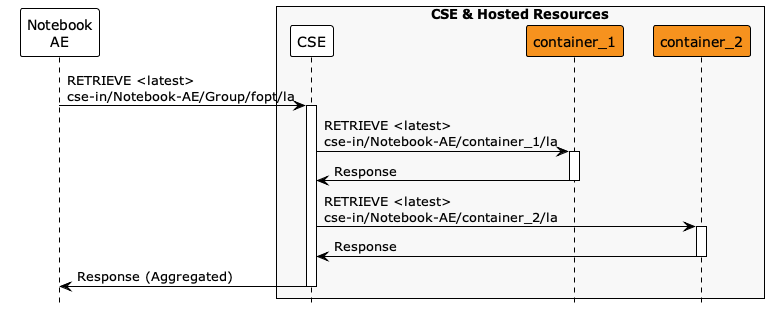 CSE & Hosted Resources
Notebook
AE
CSE
container_1
container_2
RETRIEVE <latest>
cse-in/Notebook-AE/Group/fopt/la
RETRIEVE <latest>
cse-in/Notebook-AE/container_1/la
Response
RETRIEVE <latest>
cse-in/Notebook-AE/container_2/la
Response
Response (Aggregated)